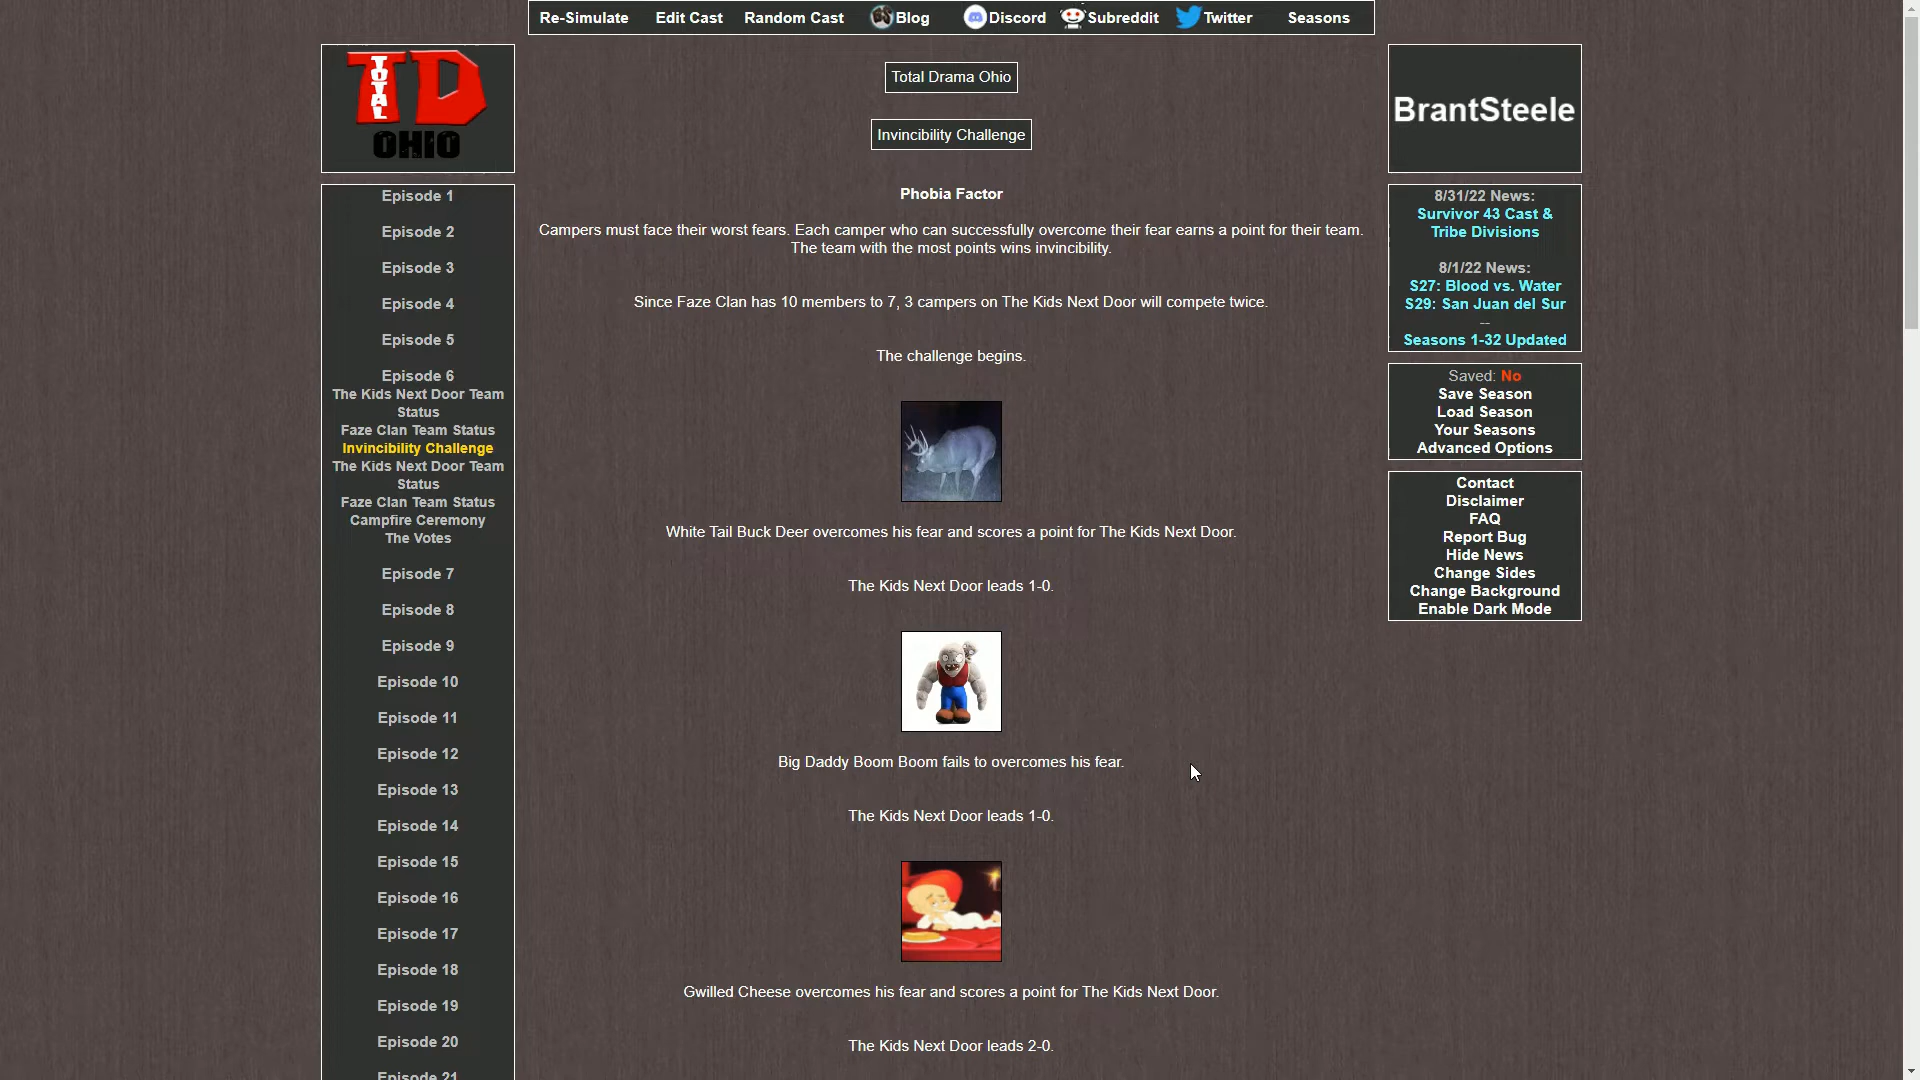 Re-Simulate Edit Cast Random Cast Blog Discord Subreddit Twitter Seasons
TD
TOTAL
OHIO
Episode 1
Episode 2
Episode 3
Episode 4
Episode 5
Episode 6
The Kids Next Door Team
Status
Faze Clan Team Status
Invincibility Challenge
The Kids Next Door Team
Status
Faze Clan Team Status
Campfire Ceremony
The Votes
Episode 7
Episode 8
Episode 9
Episode 10
Episode 11
Episode 12
Episode 13
Episode 14
Episode 15
Episode 16
Episode 17
Episode 18
Episode 19
Episode 20
Episode 21
Total Drama Ohio
Invincibility Challenge
Phobia Factor
Campers must face their worst fears. Each camper who can successfully overcome their fear earns a point for their team.
The team with the most points wins invincibility.
Since Faze Clan has 10 members to 7, 3 campers on The Kids Next Door will compete twice.
The challenge begins.
White Tail Buck Deer overcomes his fear and scores a point for The Kids Next Door.
The Kids Next Door leads 1-0.
Big Daddy Boom Boom fails to overcomes his fear.
The Kids Next Door leads 1-0.
Gwilled Cheese overcomes his fear and scores a point for The Kids Next Door.
The Kids Next Door leads 2-0.
BrantSteele
8/31/22 News:
Survivor 43 Cast &
Tribe Divisions
8/1/22 News:
S27: Blood vs. Water
S29: San Juan del Sur
--
Seasons 1-32 Updated
Saved: No
Save Season
Load Season
Your Seasons
Advanced Options
Contact
Disclaimer
FAQ
Report Bug
Hide News
Change Sides
Change Background
Enable Dark Mode